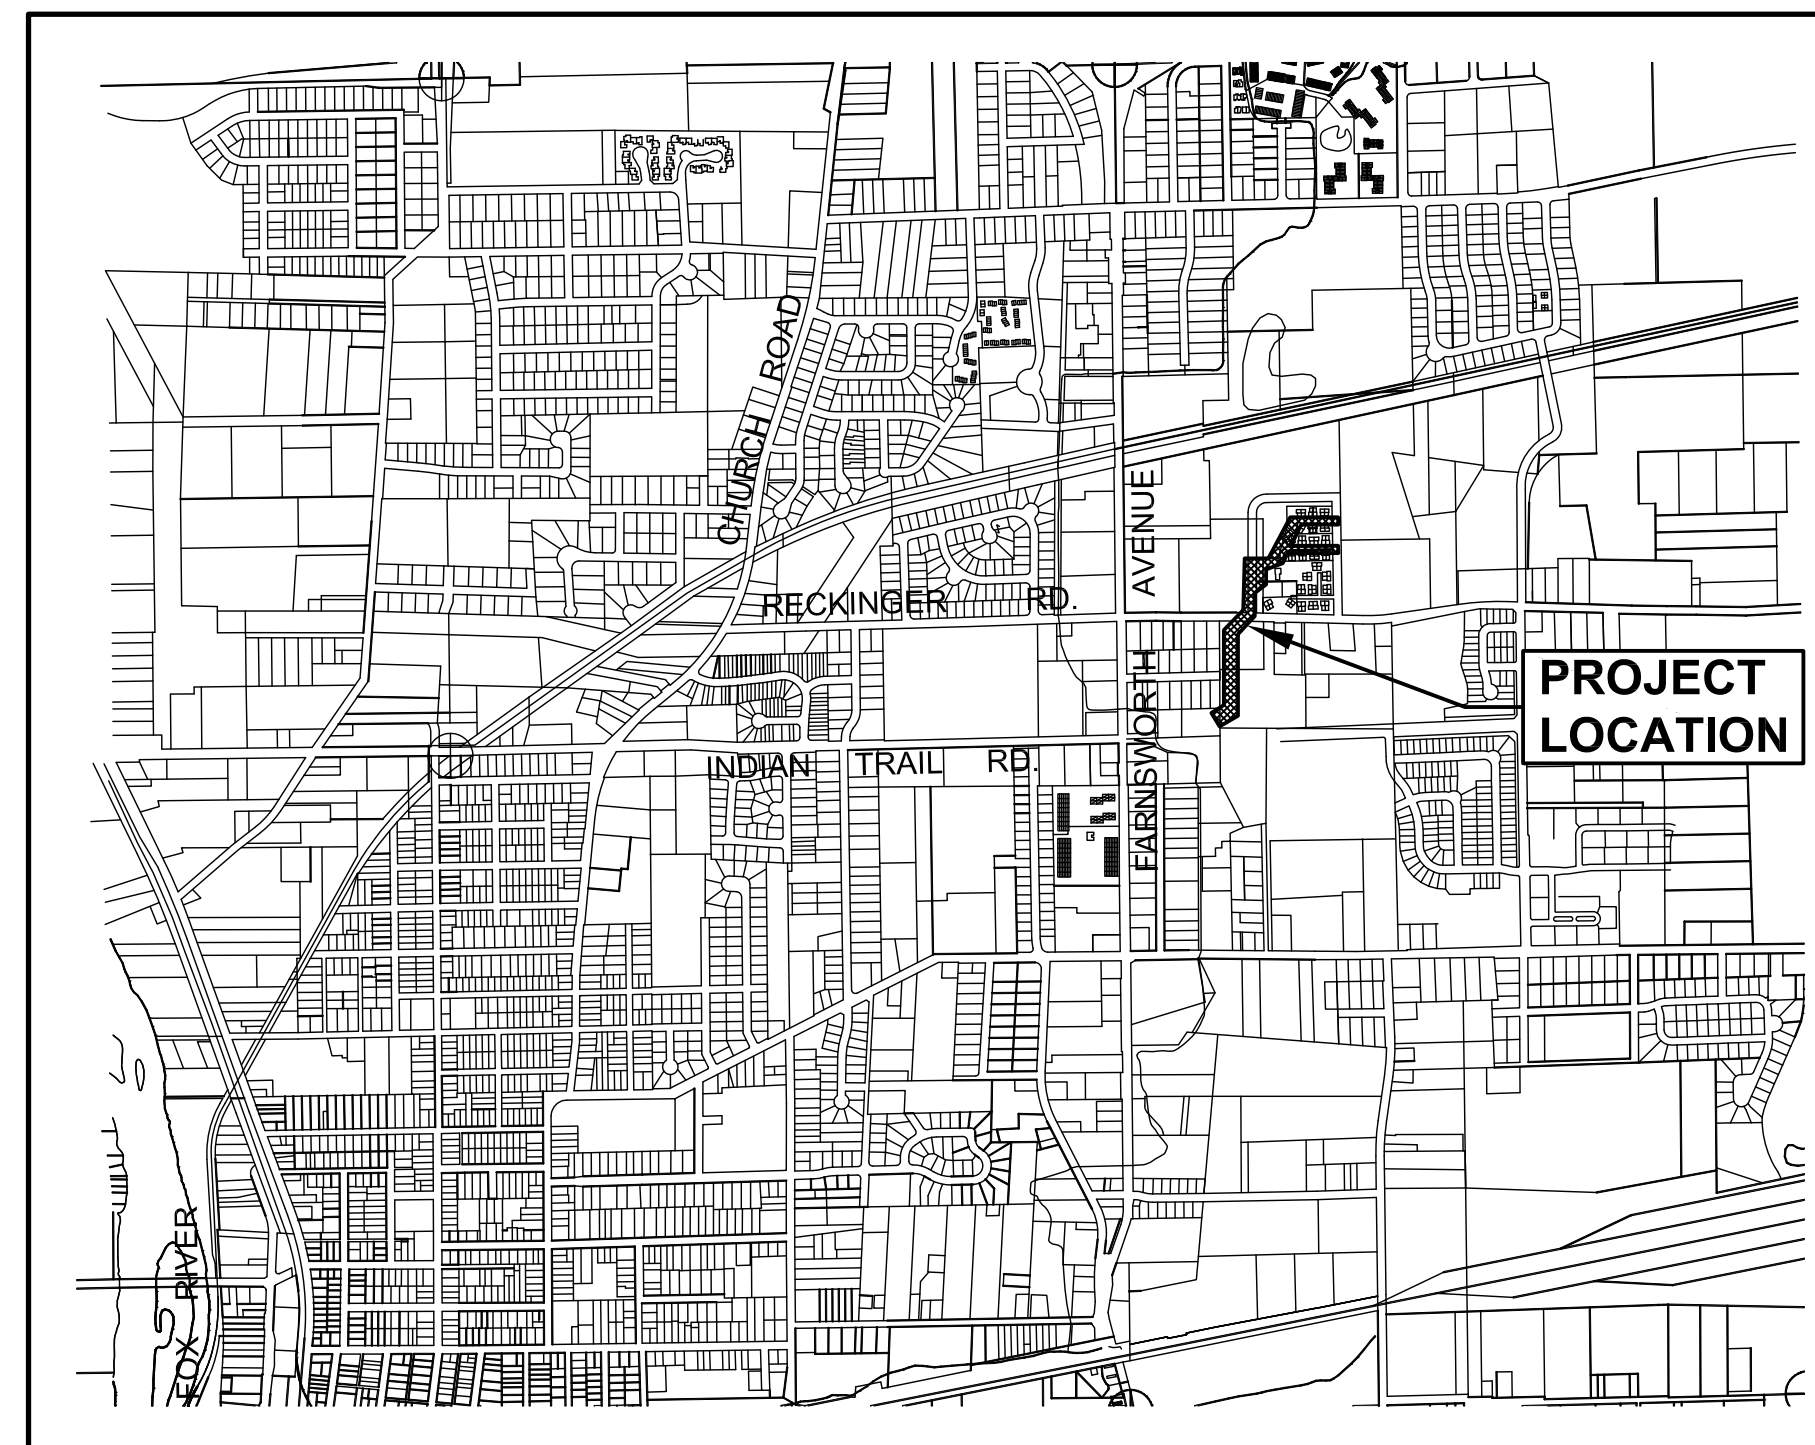 CHURCH ROAD
AVENUE
RECKINGER RD.
FARNSWORTH
PROJECT
LOCATION
INDIAN TRAIL RD.
FOX RIVER